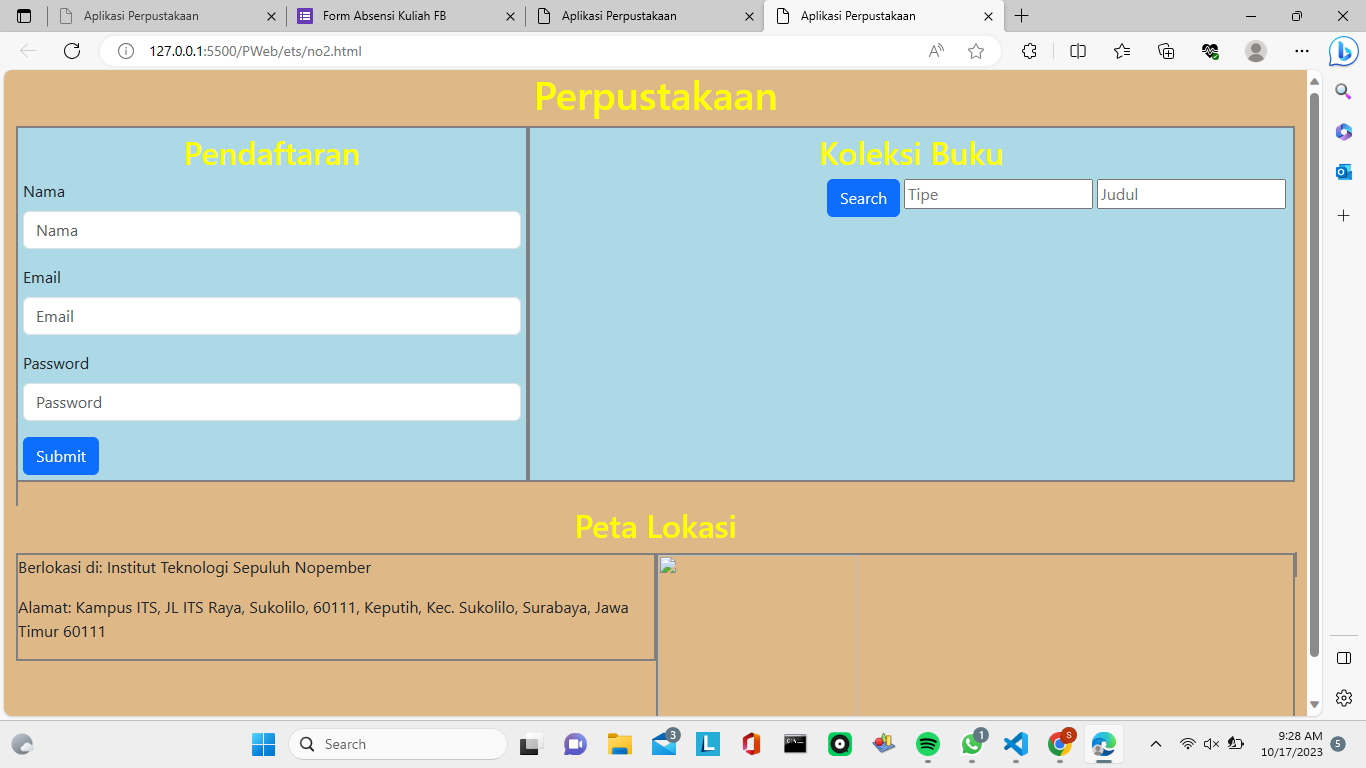 Aplikasi Perpustakaan
Form Absensi Kuliah FB
Aplikasi Perpustakaan
Aplikasi Perpustakaan
127.0.0.1:5500/PWeb/ets/no2.html
Perpustakaan
Pendaftaran
Nama
Nama
Email
Email
Password
Password
Submit
Koleksi Buku
Search Tipe Judul
Peta Lokasi
Berlokasi di: Institut Teknologi Sepuluh Nopember
Alamat: Kampus ITS, JL ITS Raya, Sukolilo, 60111, Keputih, Kec. Sukolilo, Surabaya, Jawa
Timur 60111
Search
3
L
1
S
9:28 AM
10/17/2023
5